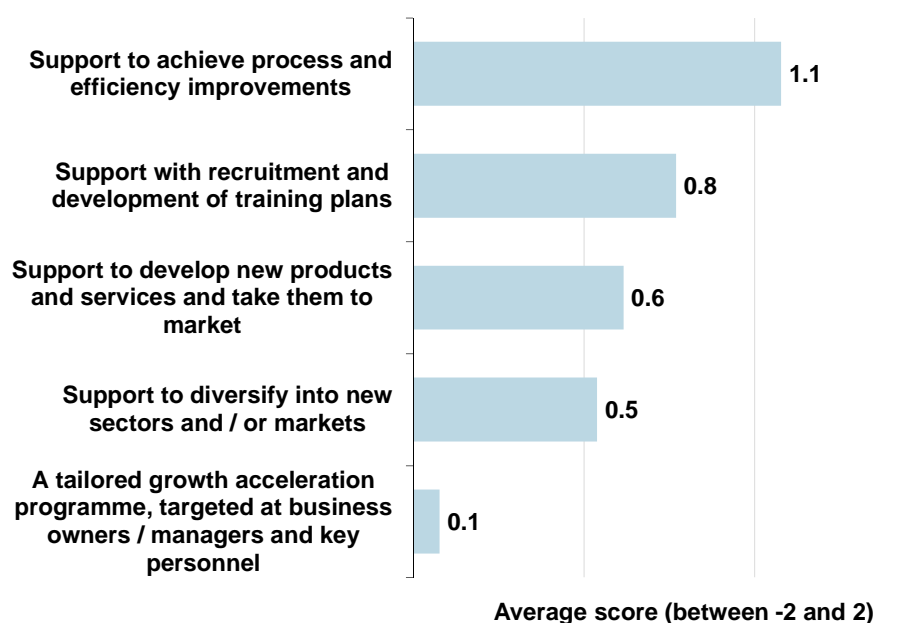 Support to achieve process and
efficiency improvements
1.1
Support with recruitment and
development of training plans
0.8
Support to develop new products
and services and take them to
market
0.6
Support to diversify into new
sectors and / or markets
0.5
A tailored growth acceleration
programme, targeted at business
owners / managers and key
personnel
0.1
Average score (between -2 and 2)